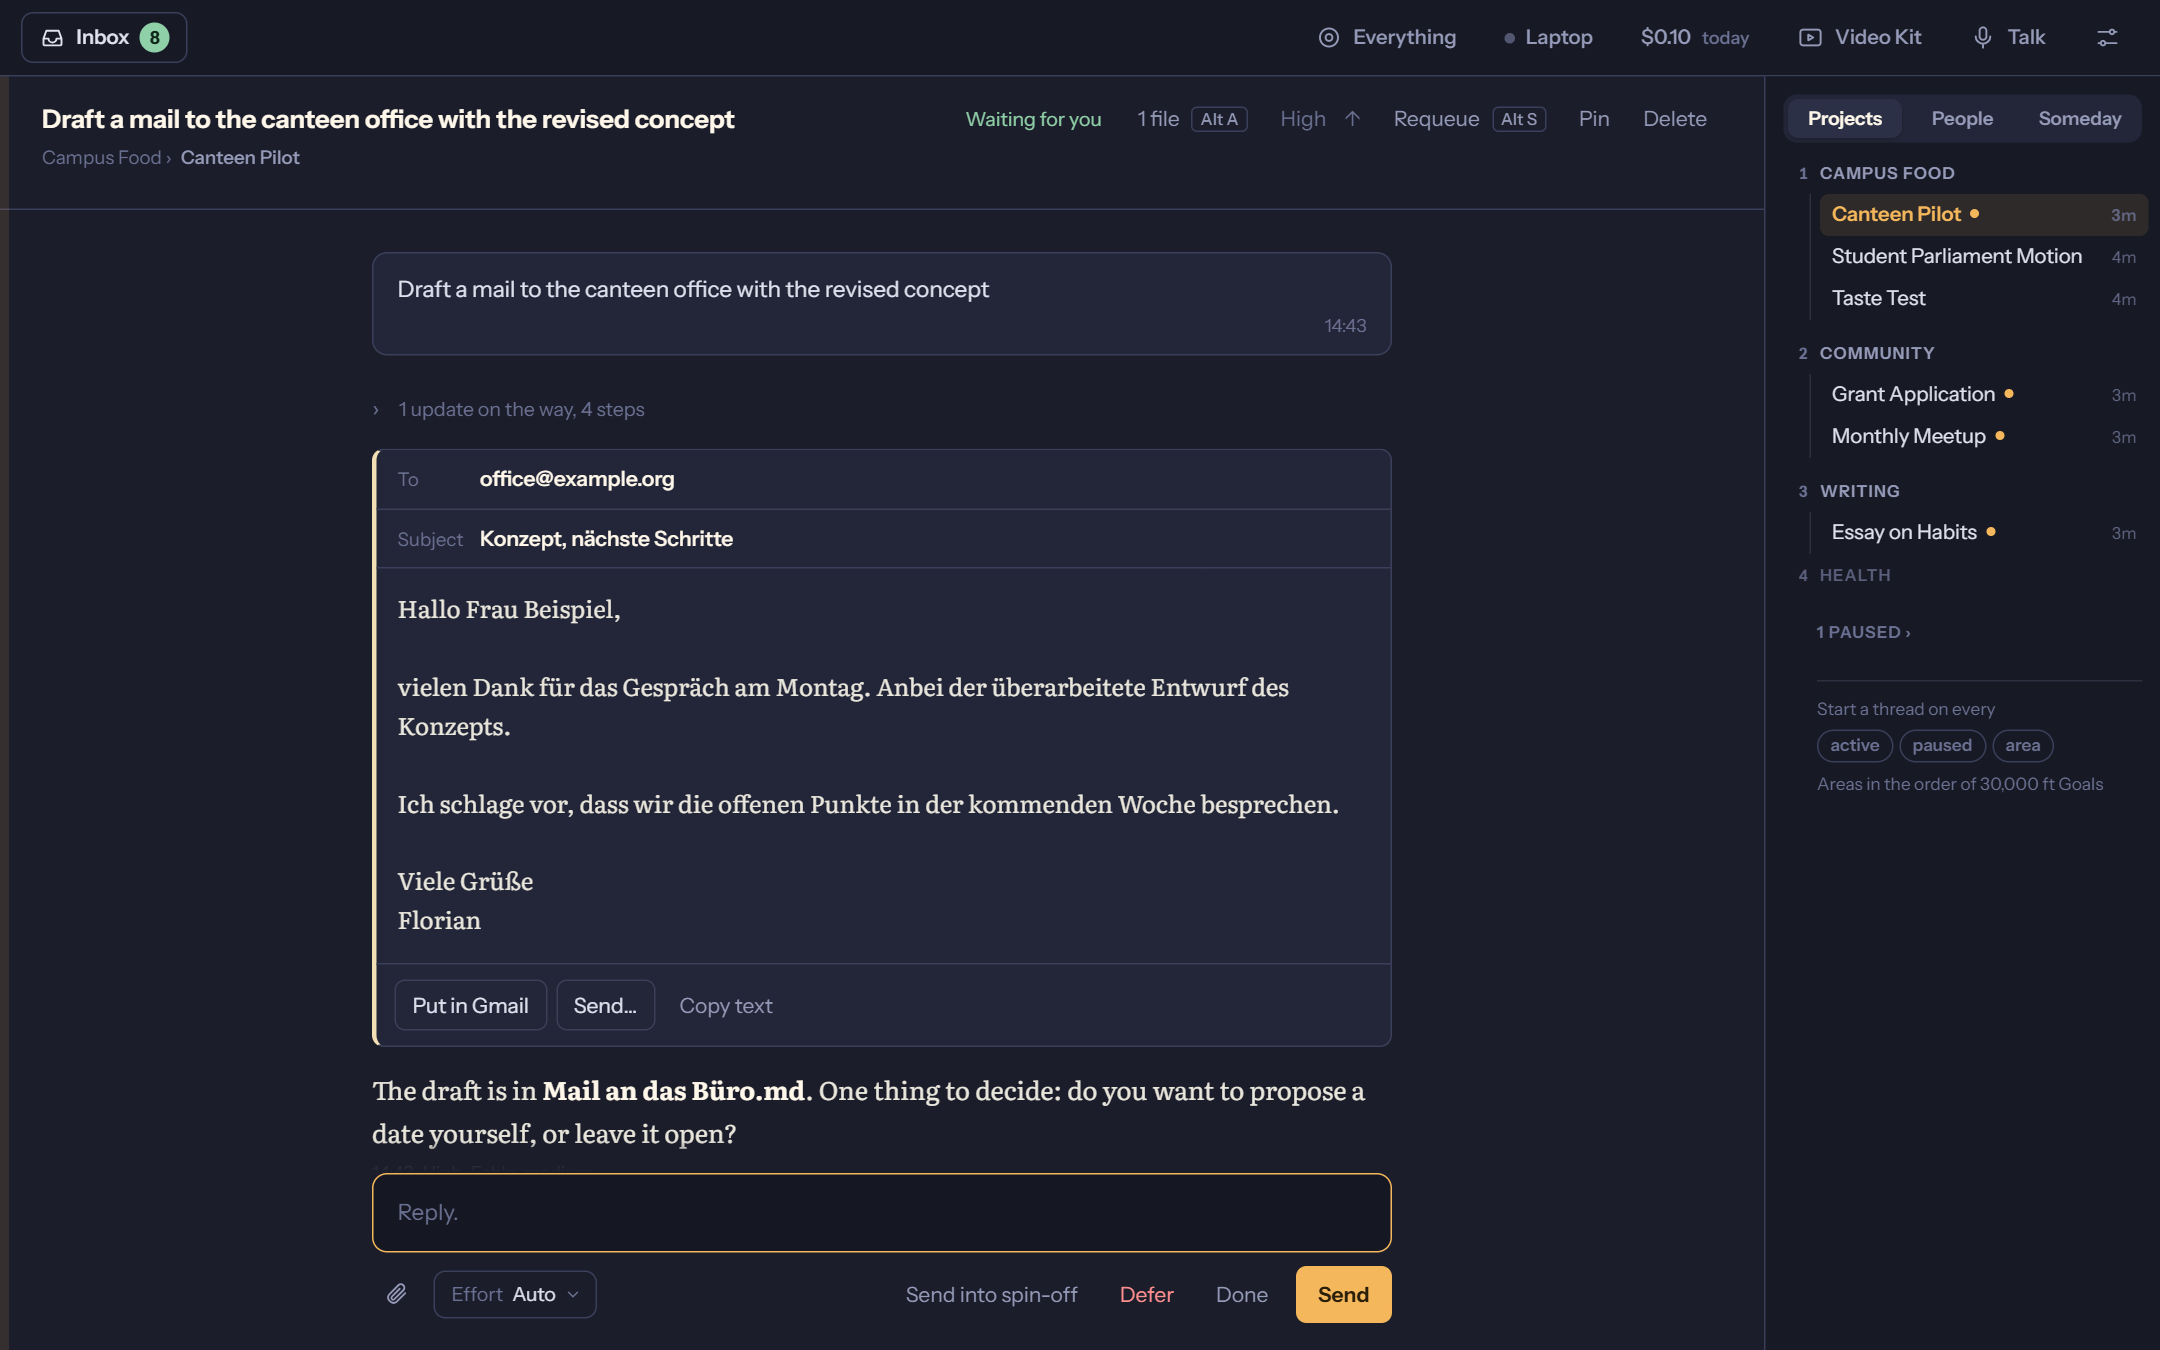 Inbox 8
Everything
Laptop
$0.10 today
Video Kit
Talk
Draft a mail to the canteen office with the revised concept
Campus Food › Canteen Pilot
Waiting for you
1 file Alt A
High ↑
Requeue Alt S
Pin
Delete
Draft a mail to the canteen office with the revised concept
14:43
› 1 update on the way, 4 steps
To office@example.org
Subject Konzept, nächste Schritte
Hallo Frau Beispiel,
vielen Dank für das Gespräch am Montag. Anbei der überarbeitete Entwurf des
Konzepts.
Ich schlage vor, dass wir die offenen Punkte in der kommenden Woche besprechen.
Viele Grüße
Florian
Put in Gmail
Send...
Copy text
The draft is in Mail an das Büro.md. One thing to decide: do you want to propose a
date yourself, or leave it open?
Reply.
Effort Auto
Send into spin-off
Defer
Done
Send
Projects
People
Someday
1 CAMPUS FOOD
Canteen Pilot 3m
Student Parliament Motion 4m
Taste Test 4m
2 COMMUNITY
Grant Application 3m
Monthly Meetup 3m
3 WRITING
Essay on Habits 3m
4 HEALTH
1 PAUSED ›
Start a thread on every
active
paused
area
Areas in the order of 30,000 ft Goals